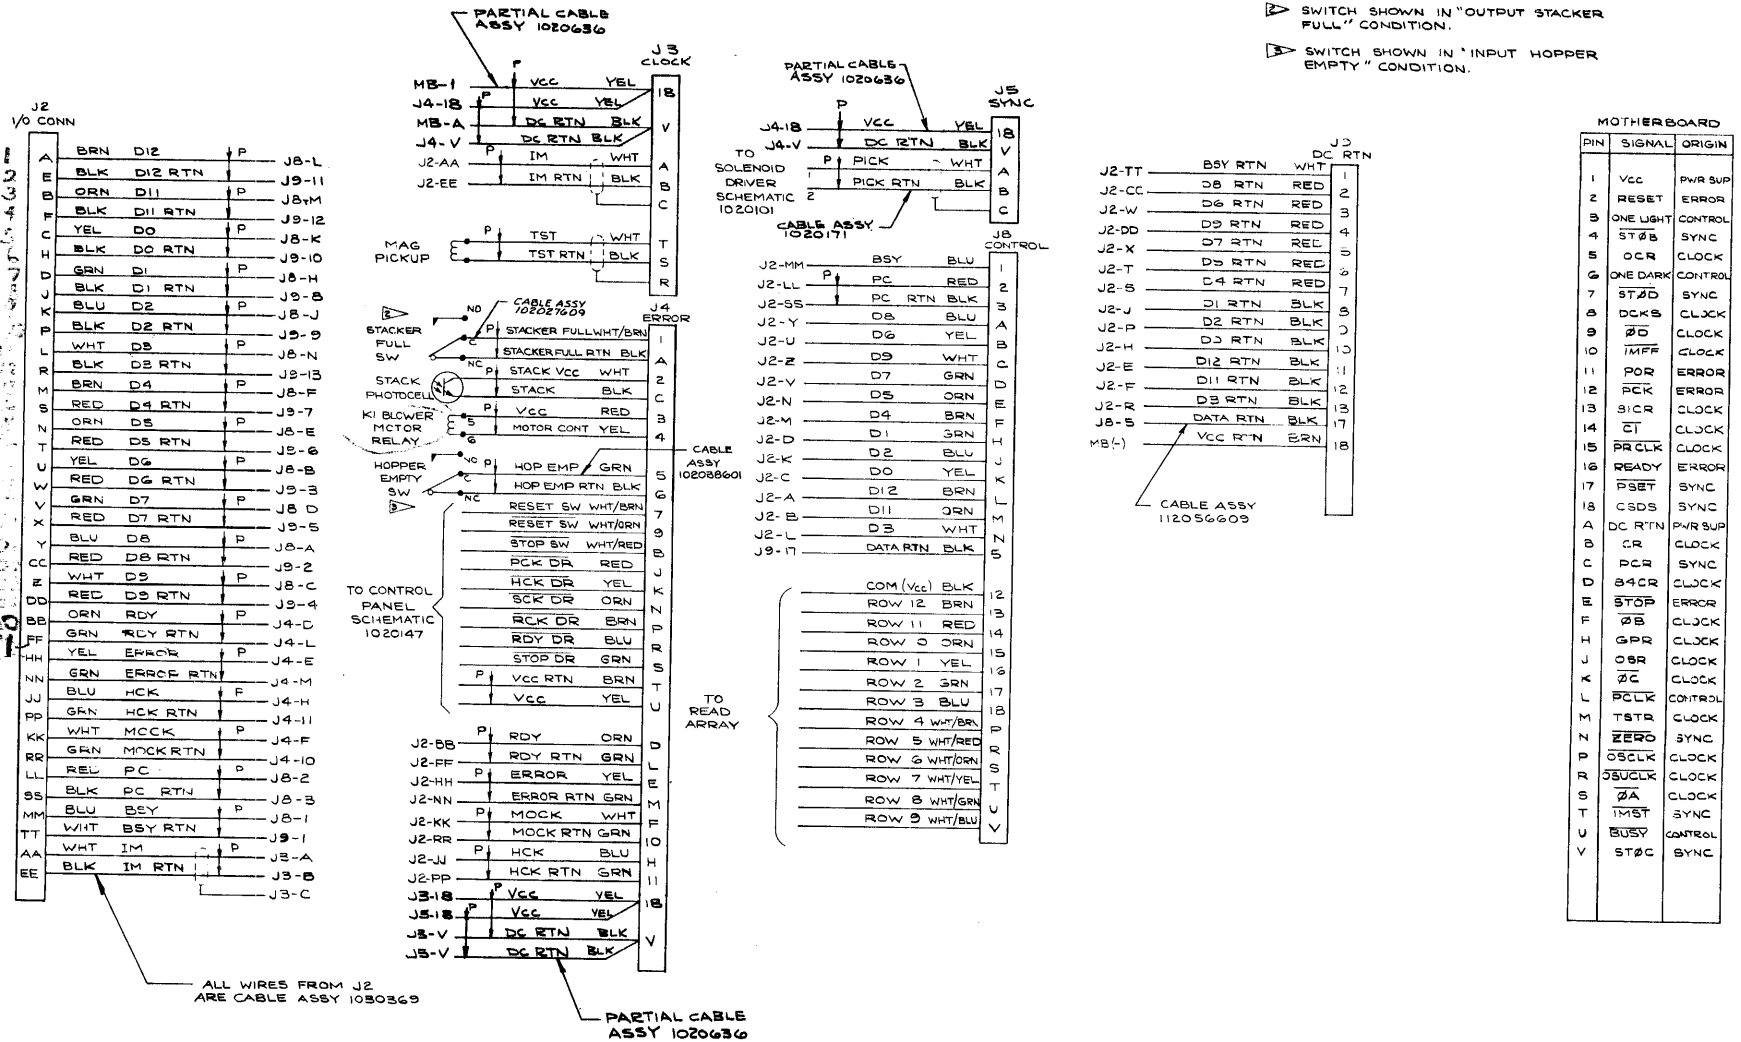 PARTIAL CABLE
ASSY 1020636
2 SWITCH SHOWN IN "OUTPUT STACKER
FULL" CONDITION.
3 SWITCH SHOWN IN "INPUT HOPPER
EMPTY" CONDITION.
J2
I/O CONN
A BRN D12 P J8-L
E BLK D12 RTN J9-11
B ORN D11 P J8-M
F BLK D11 RTN J9-12
C YEL D0 P J8-K
H BLK D0 RTN J9-10
D GRN D1 P J8-H
J BLK D1 RTN J9-8
K BLU D2 P J8-J
P BLK D2 RTN J9-9
L WHT D3 P J8-N
R BLK D3 RTN J9-13
M BRN D4 P J8-F
S RED D4 RTN J9-7
N ORN D5 P J8-E
T RED D5 RTN J9-6
U YEL D6 P J8-B
W RED D6 RTN J9-3
V GRN D7 P J8 D
X RED D7 RTN J9-5
Y BLU D8 P J8-A
CC RED D8 RTN J9-2
Z WHT D9 P J8-C
DD RED D9 RTN J9-4
BB ORN RDY P J4-D
FF GRN RDY RTN J4-L
HH YEL ERROR P J4-E
NN GRN ERROR RTN J4-M
JJ BLU HCK P J4-H
PP GRN HCK RTN J4-11
KK WHT MOCK P J4-F
RR GRN MOCK RTN J4-10
LL RED PC P J8-2
SS BLK PC RTN J8-3
MM BLU BSY P J8-1
TT WHT BSY RTN J9-1
AA WHT IM P J3-A
EE BLK IM RTN J3-B
J3-C
ALL WIRES FROM J2
ARE CABLE ASSY 1030369
J3
CLOCK
MB-1 P VCC YEL 18
J4-18 P VCC YEL
MB-A DC RTN BLK V
J4-V DC RTN BLK
J2-AA P IM WHT A
J2-EE IM RTN BLK B
C
MAG
PICKUP
P TST WHT T
TST RTN BLK S
R
CABLE ASSY
102027609
J4
ERROR
2
STACKER
FULL
SW
NO
C
NC
P STACKER FULL WHT/BRN 1
STACKER FULL RTN BLK A
STACK
PHOTOCELL
P STACK VCC WHT 2
STACK BLK C
K1 BLOWER
MOTOR
RELAY
5
6
P VCC RED 3
MOTOR CONT YEL 4
CABLE
ASSY
102038601
HOPPER
EMPTY
SW
3
NO
C
NC
P HOP EMP GRN 5
HOP EMP RTN BLK 6
TO CONTROL
PANEL
SCHEMATIC
1020147
RESET SW WHT/BRN 7
RESET SW WHT/ORN 9
STOP SW WHT/RED B
PCK DR RED J
HCK DR YEL K
SCK DR ORN N
RCK DR BRN P
RDY DR BLU R
STOP DR GRN S
P VCC RTN BRN T
VCC YEL U
J2-BB P RDY ORN D
J2-FF RDY RTN GRN L
J2-HH P ERROR YEL E
J2-NN ERROR RTN GRN M
J2-KK P MOCK WHT F
J2-RR MOCK RTN GRN 10
J2-JJ P HCK BLU H
J2-PP HCK RTN GRN 11
J3-18 P VCC YEL 18
J5-18 P VCC YEL
J3-V DC RTN BLK V
J5-V DC RTN BLK
PARTIAL CABLE
ASSY 1020636
PARTIAL CABLE
ASSY 1020636
J5
SYNC
J4-18 P VCC YEL 18
J4-V DC RTN BLK V
TO
SOLENOID
DRIVER
SCHEMATIC
1020101
1 P PICK WHT A
2 PICK RTN BLK B
C
CABLE ASSY
1020171
J8
CONTROL
J2-MM BSY BLU 1
J2-LL P PC RED 2
J2-SS PC RTN BLK 3
J2-Y D8 BLU A
J2-U D6 YEL B
J2-Z D9 WHT C
J2-V D7 GRN D
J2-N D5 ORN E
J2-M D4 BRN F
J2-D D1 GRN H
J2-K D2 BLU J
J2-C D0 YEL K
J2-A D12 BRN L
J2-B D11 ORN M
J2-L D3 WHT N
J9-17 DATA RTN BLK S
TO
READ
ARRAY
COM (Vcc) BLK 12
ROW 12 BRN 13
ROW 11 RED 14
ROW 0 ORN 15
ROW 1 YEL 16
ROW 2 GRN 17
ROW 3 BLU 18
ROW 4 WHT/BRN P
ROW 5 WHT/RED R
ROW 6 WHT/ORN S
ROW 7 WHT/YEL T
ROW 8 WHT/GRN U
ROW 9 WHT/BLU V
J9
DC RTN
J2-TT BSY RTN WHT 1
J2-CC D8 RTN RED 2
J2-W D6 RTN RED 3
J2-DD D9 RTN RED 4
J2-X D7 RTN RED 5
J2-T D5 RTN RED 6
J2-S D4 RTN RED 7
J2-J D1 RTN BLK 8
J2-P D2 RTN BLK 9
J2-H D0 RTN BLK 10
J2-E D12 RTN BLK 11
J2-F D11 RTN BLK 12
J2-R D3 RTN BLK 13
J8-S DATA RTN BLK 17
MB(-) VCC RTN BRN 18
CABLE ASSY
112056609
MOTHERBOARD
PIN SIGNAL ORIGIN
1 VCC PWR SUP
2 RESET ERROR
3 ONE LIGHT CONTROL
4 STØB SYNC
5 OCR CLOCK
6 ONE DARK CONTROL
7 STØD SYNC
8 DCKS CLOCK
9 ØD CLOCK
10 IMFF CLOCK
11 POR ERROR
12 PCK ERROR
13 SICR CLOCK
14 CI CLOCK
15 PRCLK CLOCK
16 READY ERROR
17 PSET SYNC
18 CSDS SYNC
A DC RTN PWR SUP
B CR CLOCK
C PCR SYNC
D 84CR CLOCK
E STOP ERROR
F ØB CLOCK
H GPR CLOCK
J OSR CLOCK
K ØC CLOCK
L PCLK CONTROL
M TSTR CLOCK
N ZERO SYNC
P OSCLK CLOCK
R OSUCLK CLOCK
S ØA CLOCK
T IMST SYNC
U BUSY CONTROL
V STØC SYNC